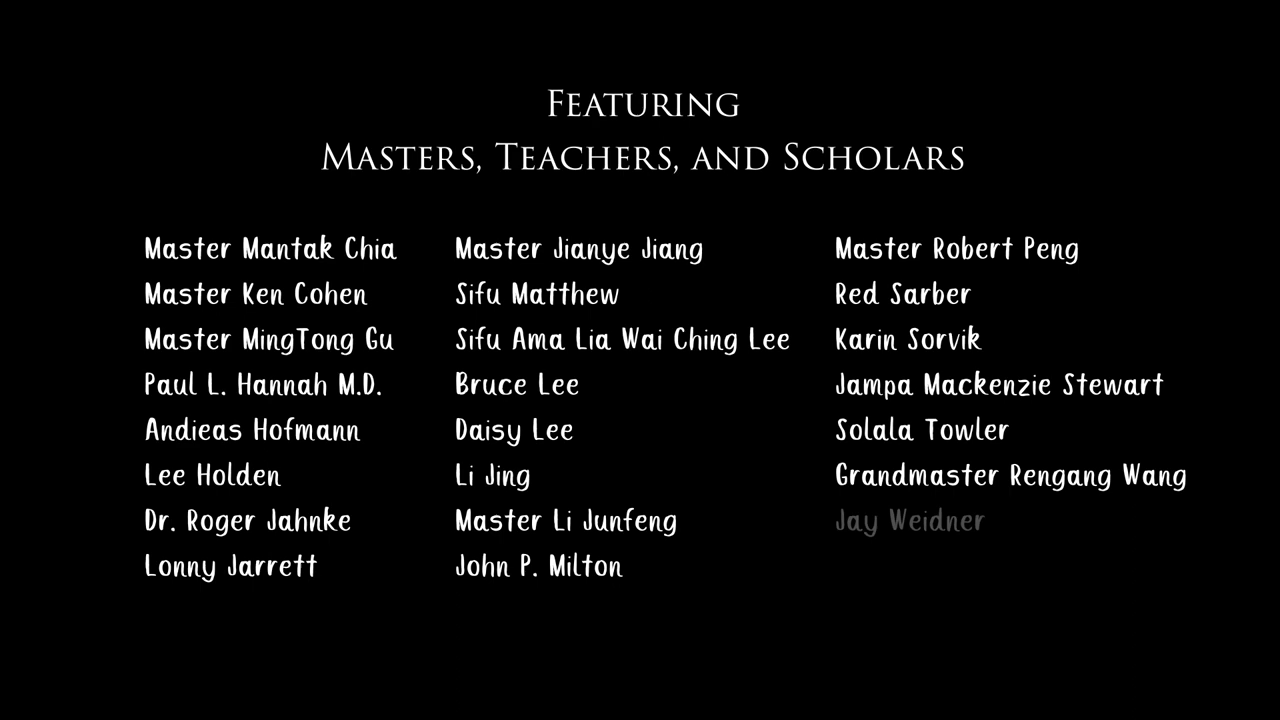 Featuring
Masters, Teachers, and Scholars
Master Mantak Chia
Master Ken Cohen
Master MingTong Gu
Paul L. Hannah M.D.
Andieas Hofmann
Lee Holden
Dr. Roger Jahnke
Lonny Jarrett
Master Jianye Jiang
Sifu Matthew
Sifu Ama Lia Wai Ching Lee
Bruce Lee
Daisy Lee
Li Jing
Master Li Junfeng
John P. Milton
Master Robert Peng
Red Sarber
Karin Sorvik
Jampa Mackenzie Stewart
Solala Towler
Grandmaster Rengang Wang
Jay Weidner